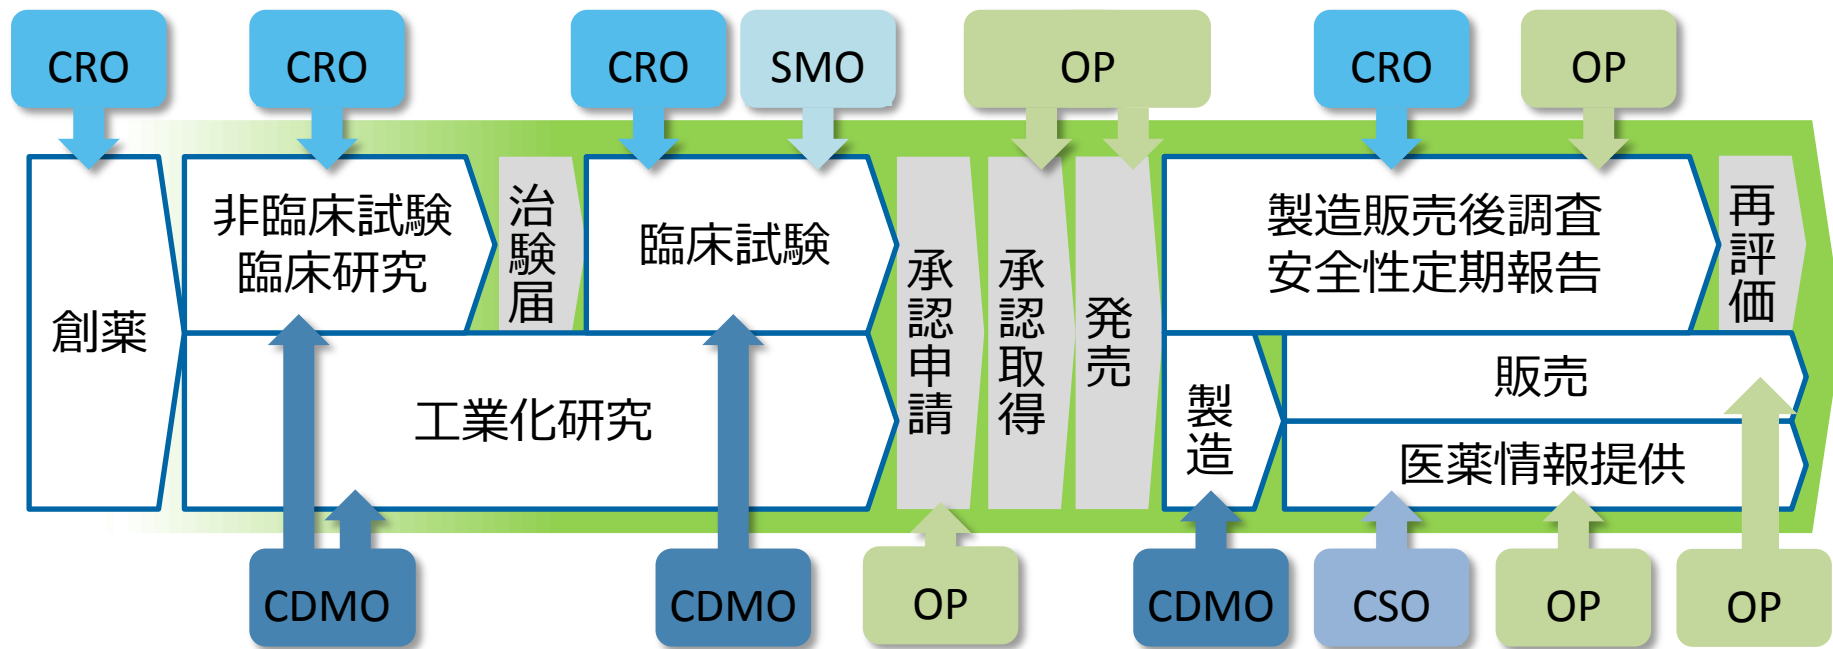 CRO
CRO
CRO
SMO
OP
CRO
OP
創薬
非臨床試験
臨床研究
治験届
臨床試験
工業化研究
承認申請
承認取得
発売
製造販売後調査
安全性定期報告
再評価
製造
販売
医薬情報提供
CDMO
CDMO
OP
CDMO
CSO
OP
OP